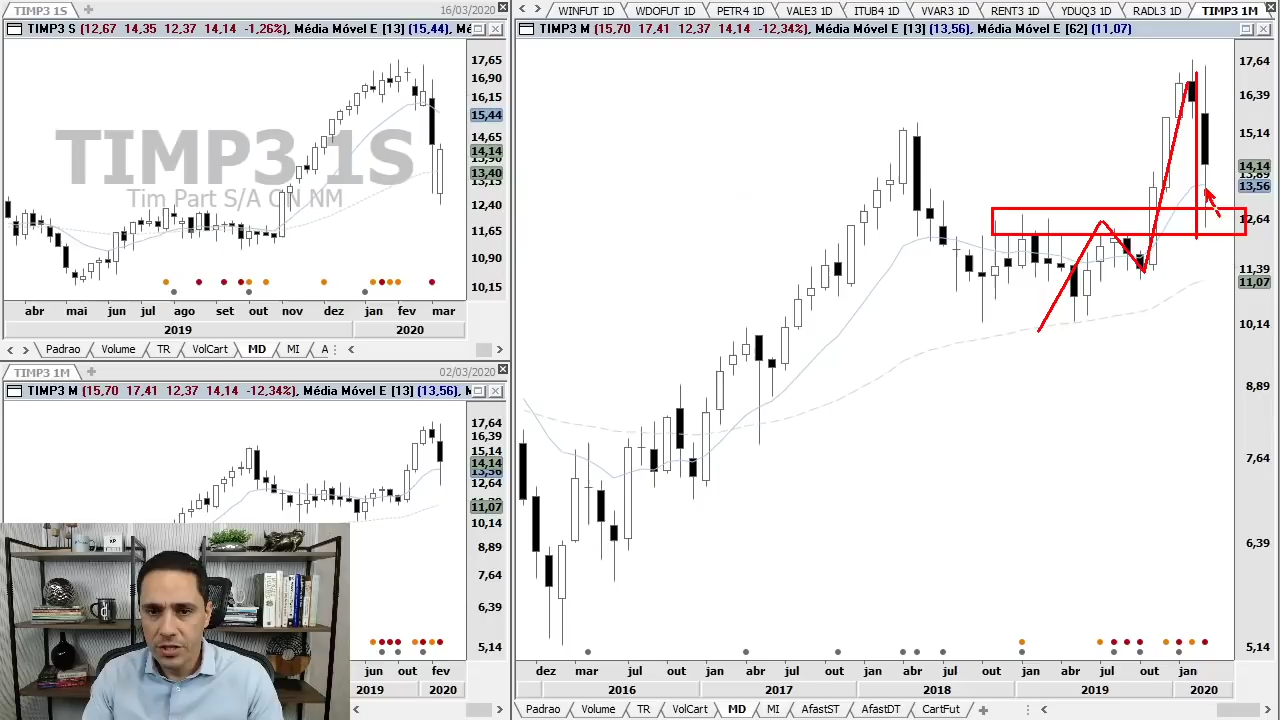 TIMP3 1S
16/03/2020
TIMP3 S (12,67 14,35 12,43 14,14 -1,26%), Média Móvel E [13] (15,44), Mé
17,65
16,90
16,15
15,44
14,65
14,14
13,90
13,40
13,15
12,40
11,65
10,90
10,15
TIMP3 1S
Tim Part S/A ON NM
abr mai jun jul ago set out nov dez jan fev mar
2019 2020
Padrao Volume TR VolCart MD MI A
TIMP3 1M
02/03/2020
TIMP3 M (15,70 17,41 12,37 14,14 -12,34%), Média Móvel E [13] (13,56), M
17,64
16,39
15,14
14,14
13,56
12,64
11,07
10,14
8,89
7,64
6,39
5,14
jun out fev
2019 2020
XP
WINFUT 1D WDOFUT 1D PETR4 1D VALE3 1D ITUB4 1D VVAR3 1D RENT3 1D YDUQ3 1D RADL3 1D TIMP3 1M
TIMP3 M (15,70 17,41 12,37 14,14 -12,34%), Média Móvel E [13] (13,56), Média Móvel E [62] (11,07)
17,64
16,39
15,14
14,14
13,89
13,56
12,64
11,39
11,07
10,14
8,89
7,64
6,39
5,14
dez mar jul out jan abr jul out jan abr jul out jan abr jul out jan
2016 2017 2018 2019 2020
Padrao Volume TR VolCart MD MI AfastST AfastDT CartFut